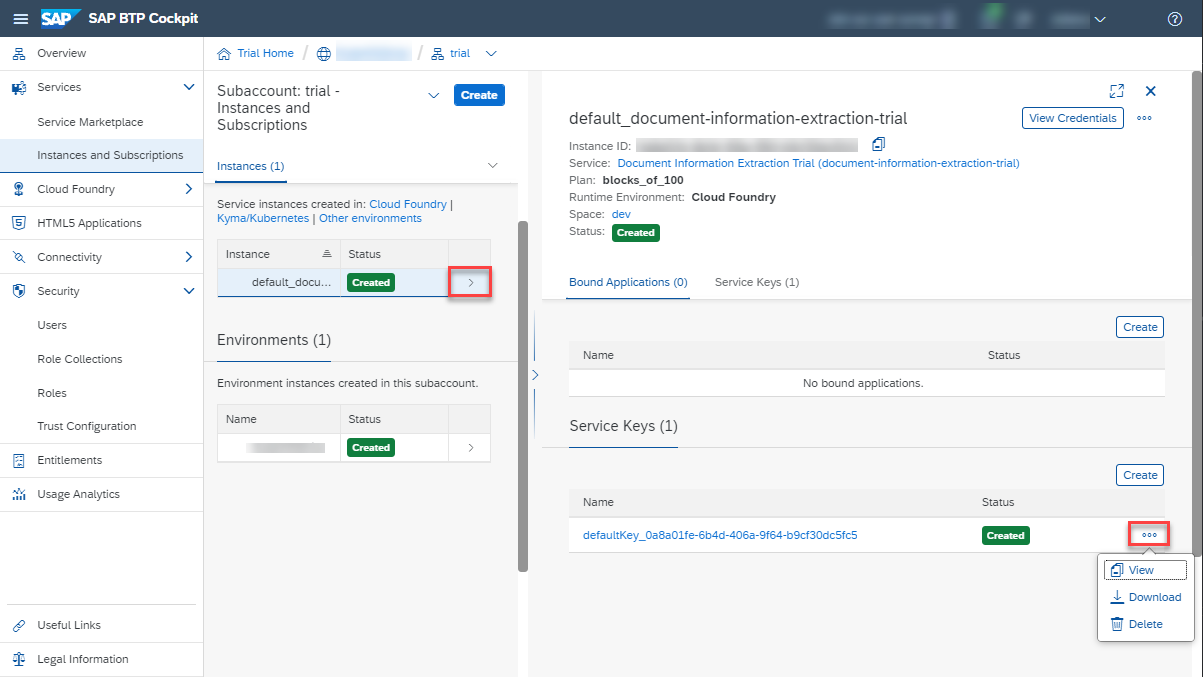 SAP SAP BTP Cockpit
Overview
Services
Service Marketplace
Instances and Subscriptions
Cloud Foundry
HTML5 Applications
Connectivity
Security
Users
Role Collections
Roles
Trust Configuration
Entitlements
Usage Analytics
Useful Links
Legal Information
Trial Home / / trial
Subaccount: trial -
Instances and
Subscriptions
Create
Instances (1)
Service instances created in: Cloud Foundry |
Kyma/Kubernetes | Other environments
Instance Status
default_docu... Created
Environments (1)
Environment instances created in this subaccount.
Name Status
Created
default_document-information-extraction-trial
View Credentials
Instance ID:
Service: Document Information Extraction Trial (document-information-extraction-trial)
Plan: blocks_of_100
Runtime Environment: Cloud Foundry
Space: dev
Status: Created
Bound Applications (0) Service Keys (1)
Create
Name Status
No bound applications.
Service Keys (1)
Create
Name Status
defaultKey_0a8a01fe-6b4d-406a-9f64-b9cf30dc5fc5 Created
View
Download
Delete